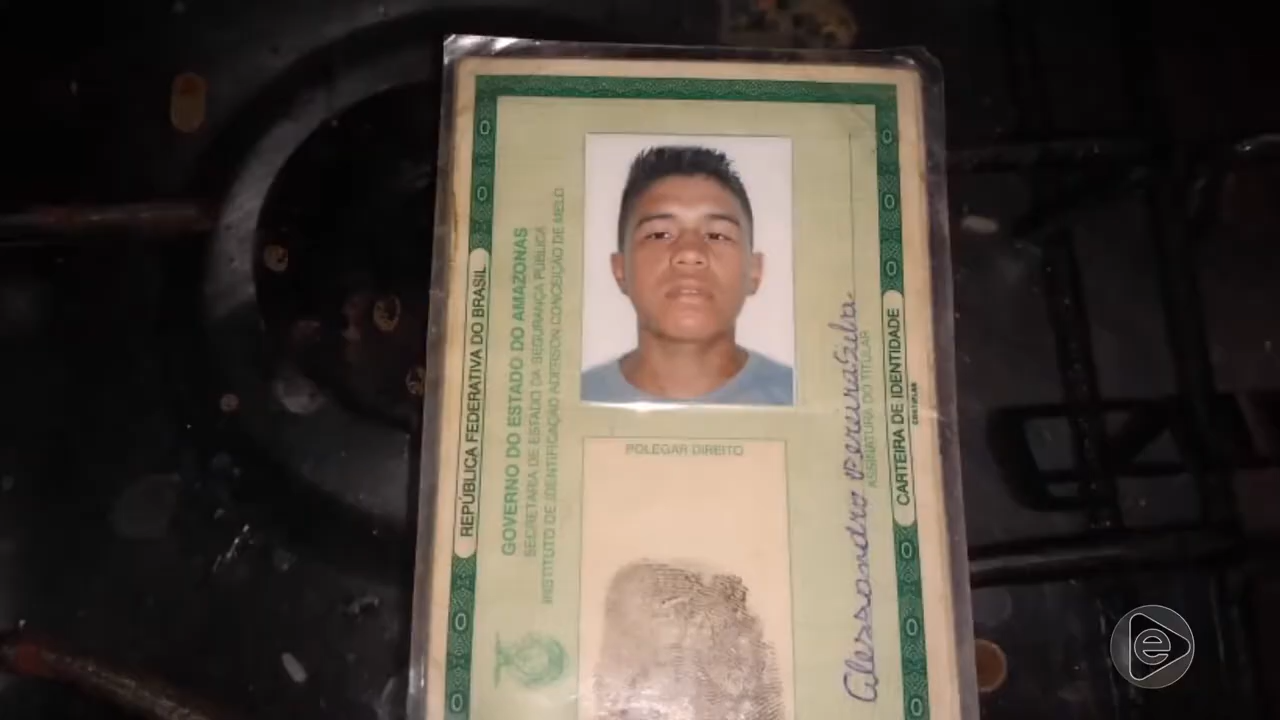 REPÚBLICA FEDERATIVA DO BRASIL
GOVERNO DO ESTADO DO AMAZONAS
SECRETARIA DE ESTADO DA SEGURANÇA PÚBLICA
INSTITUTO DE IDENTIFICAÇÃO ADERSON CONCEIÇÃO DE MELO
POLEGAR DIREITO
Alessandro Pereira Silva.
ASSINATURA DO TITULAR
CARTEIRA DE IDENTIDADE
e